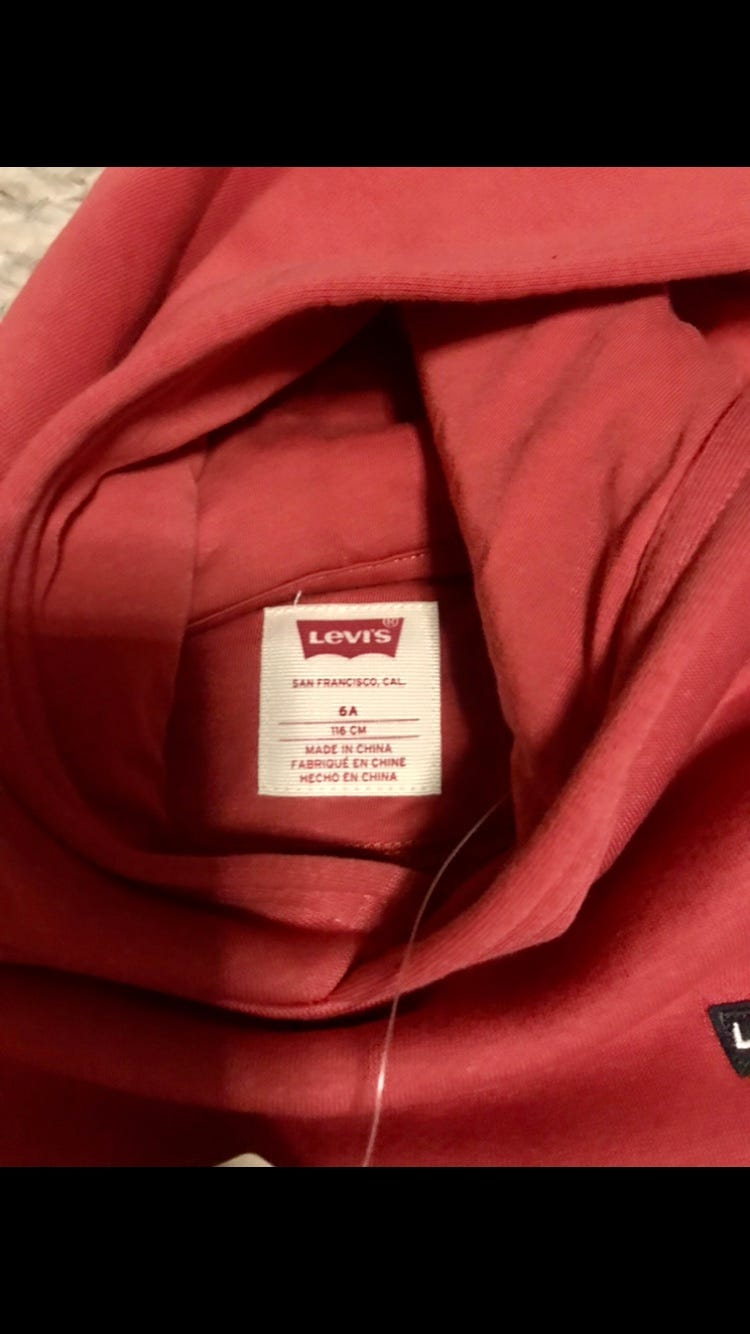 Levi's ®
SAN FRANCISCO, CAL.
6A
116 CM
MADE IN CHINA
FABRIQUÉ EN CHINE
HECHO EN CHINA
L